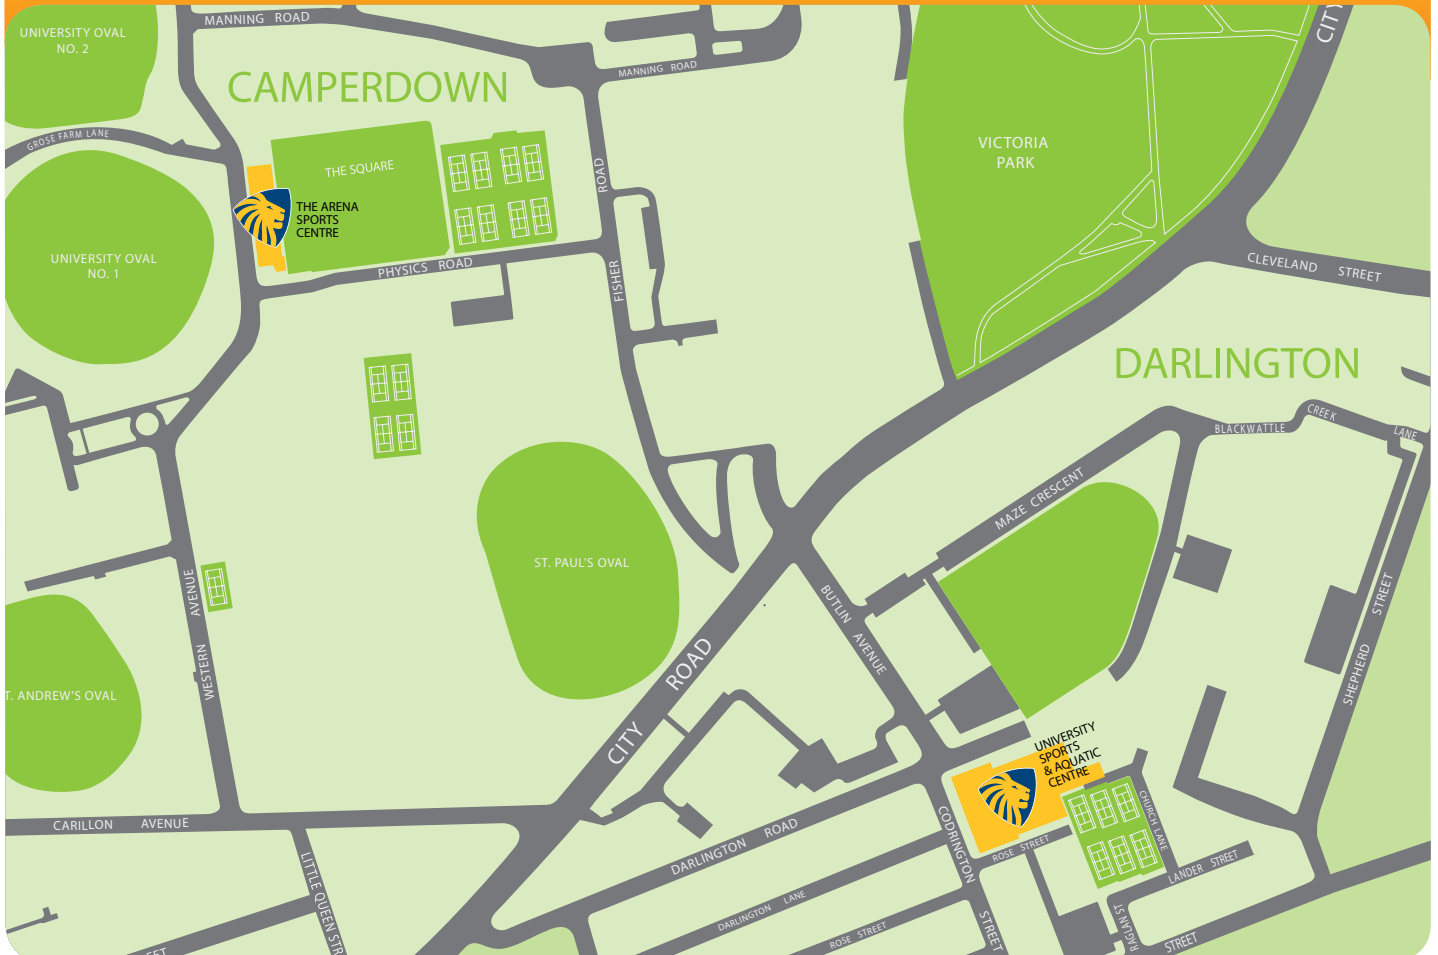 MANNING ROAD
UNIVERSITY OVAL
NO. 2
CAMPERDOWN
MANNING ROAD
CITY
GROSE FARM LANE
THE SQUARE
ROAD
VICTORIA
PARK
THE ARENA
SPORTS
CENTRE
UNIVERSITY OVAL
NO. 1
PHYSICS ROAD
FISHER
CLEVELAND STREET
DARLINGTON
CREEK
BLACKWATTLE
LANE
MAZE CRESCENT
ST. PAUL'S OVAL
AVENUE
WESTERN
BUTLIN AVENUE
STREET
SHEPHERD
T. ANDREW'S OVAL
CITY ROAD
UNIVERSITY
SPORTS
& AQUATIC
CENTRE
CARILLON AVENUE
DARLINGTON ROAD
CODRINGTON
STREET
CHURCH LANE
ROSE STREET
LANDER STREET
LITTLE QUEEN STR
DARLINGTON LANE
ROSE STREET
RAGLAN ST
STREET
EET